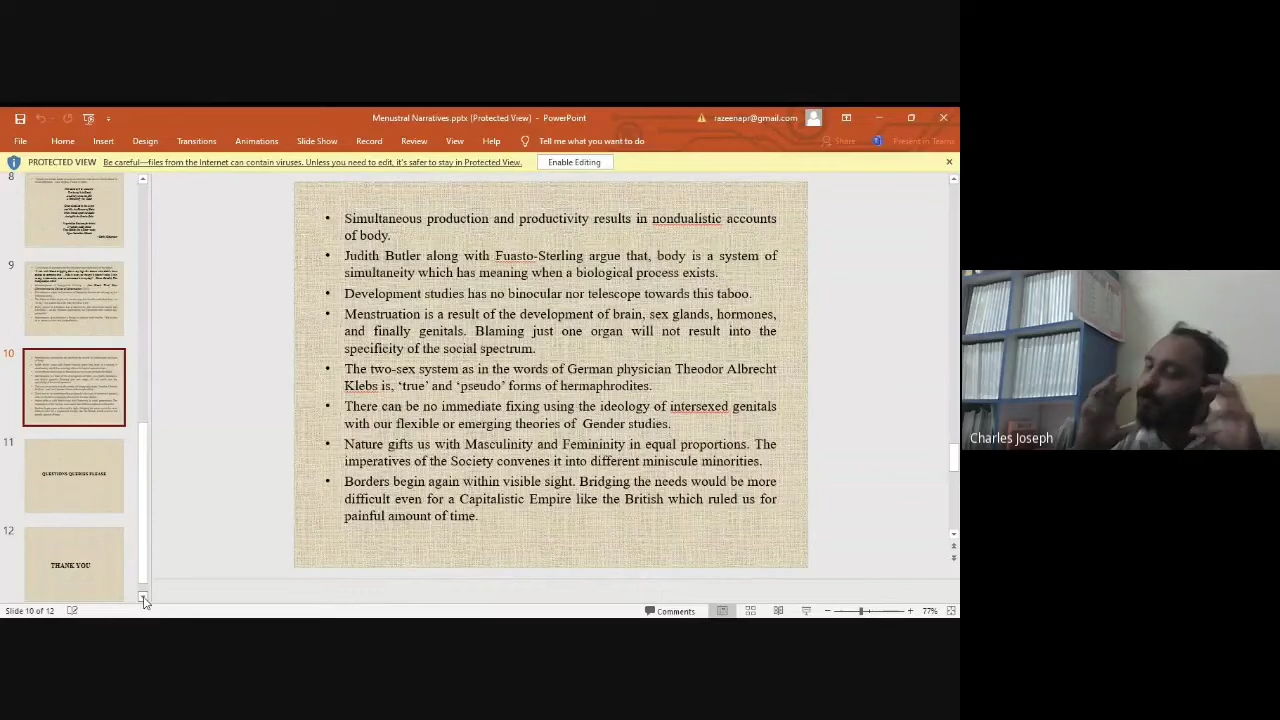 Menustral Narratives.pptx (Protected View) - PowerPoint
razeenapr@gmail.com
File Home Insert Design Transitions Animations Slide Show Record Review View Help Tell me what you want to do
Share Present in Teams
PROTECTED VIEW Be careful—files from the Internet can contain viruses. Unless you need to edit, it's safer to stay in Protected View. Enable Editing
8
9
10
11
QUESTIONS/QUERIES PLEASE
12
THANK YOU
• Simultaneous production and productivity results in nondualistic accounts
of body.
• Judith Butler along with Fuasto-Sterling argue that, body is a system of
simultaneity which has meaning when a biological process exists.
• Development studies have binocular nor telescope towards this taboo.
• Menstruation is a result of the development of brain, sex glands, hormones,
and finally genitals. Blaming just one organ will not result into the
specificity of the social spectrum.
• The two-sex system as in the words of German physician Theodor Albrecht
Klebs is, ‘true’ and ‘pseudo’ forms of hermaphrodites.
• There can be no immediate fixing using the ideology of intersexed genitals
with our flexible or emerging theories of Gender studies.
• Nature gifts us with Masculinity and Femininity in equal proportions. The
imperatives of the Society convenes it into different miniscule minorities.
• Borders begin again within visible sight. Bridging the needs would be more
difficult even for a Capitalistic Empire like the British which ruled us for
painful amount of time.
Charles Joseph
Slide 10 of 12
Comments
77%